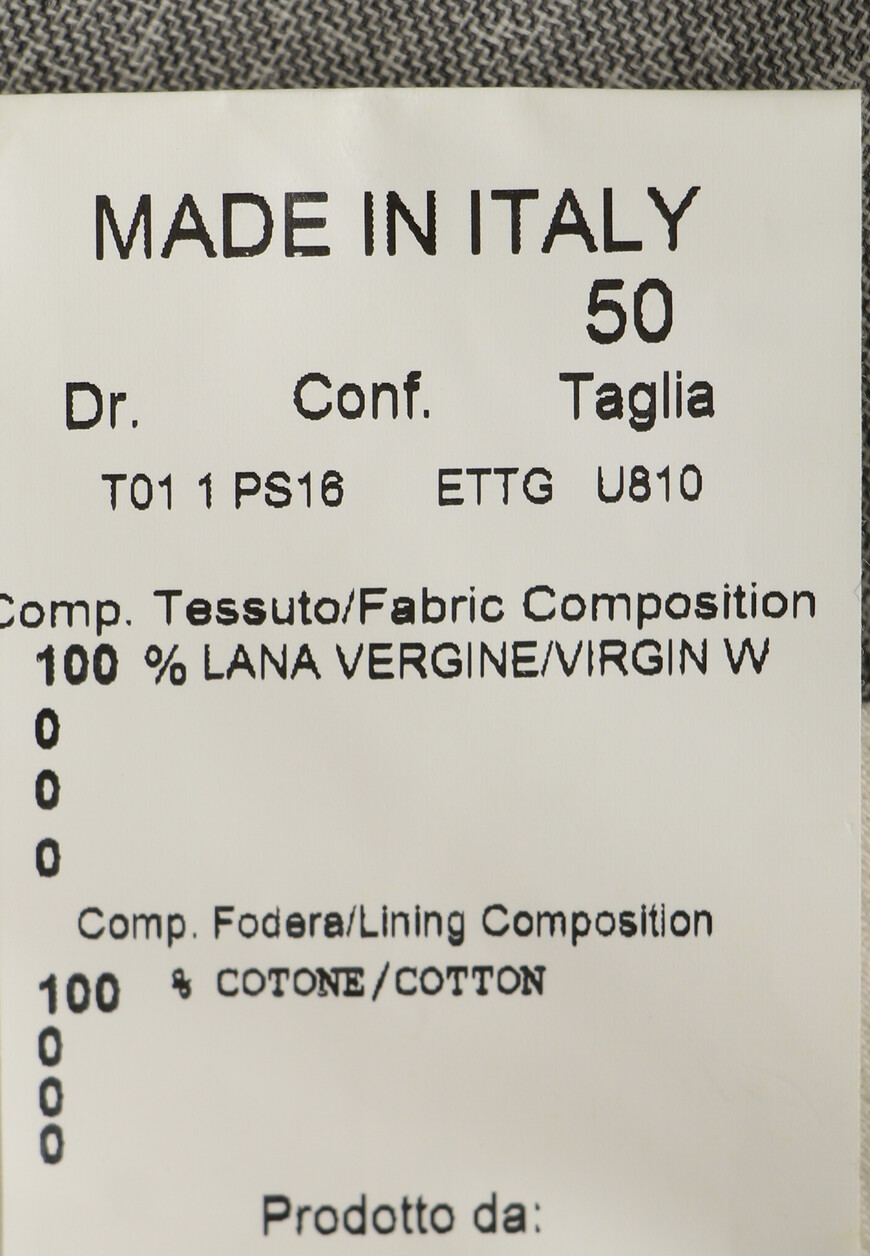 MADE IN ITALY
50
Dr. Conf. Taglia
T01 1 PS16 ETTG U810
Comp. Tessuto/Fabric Composition
100 % LANA VERGINE/VIRGIN W
0
0
0
Comp. Fodera/Lining Composition
100 % COTONE/COTTON
0
0
0
Prodotto da: